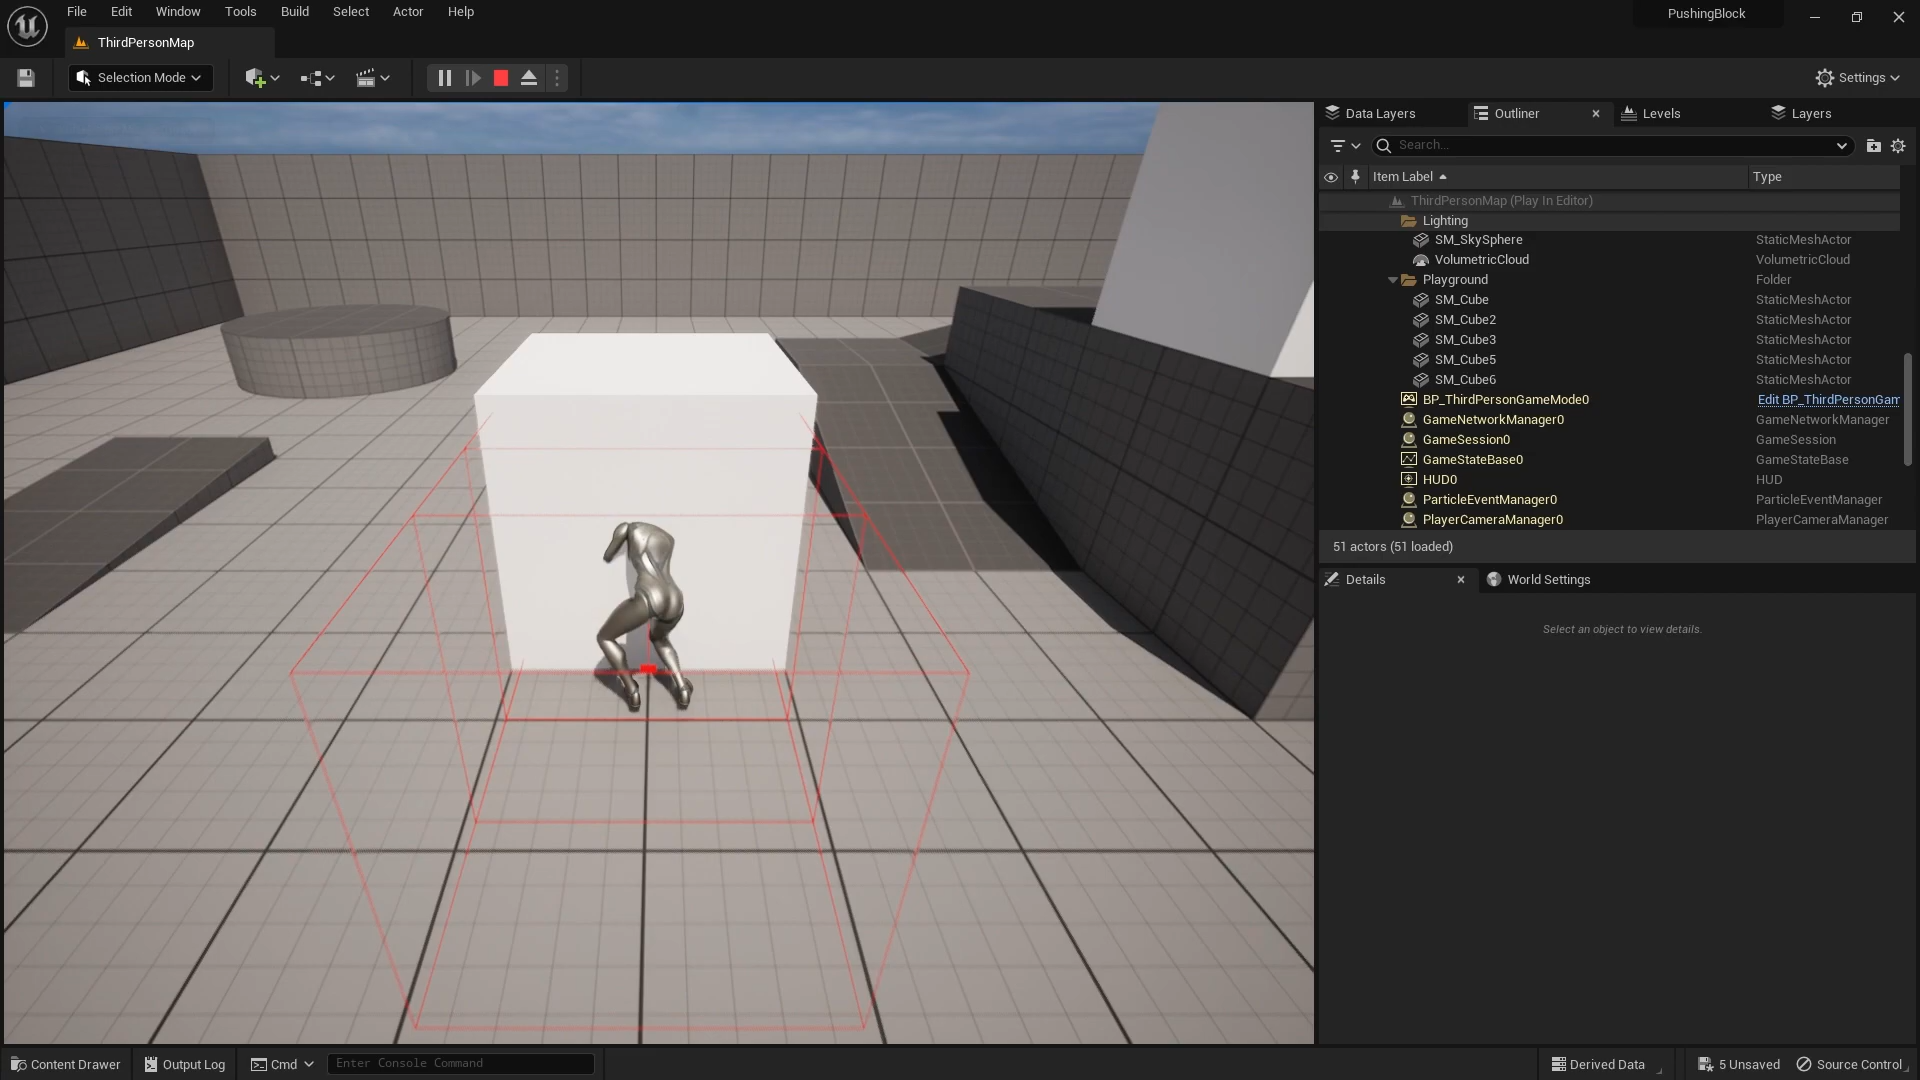 File Edit Window Tools Build Select Actor Help
PushingBlock
ThirdPersonMap
Selection Mode
Settings
Data Layers
Outliner
Levels
Layers
Search...
Item Label
Type
ThirdPersonMap (Play In Editor)
Lighting
SM_SkySphere StaticMeshActor
VolumetricCloud VolumetricCloud
Playground Folder
SM_Cube StaticMeshActor
SM_Cube2 StaticMeshActor
SM_Cube3 StaticMeshActor
SM_Cube5 StaticMeshActor
SM_Cube6 StaticMeshActor
BP_ThirdPersonGameMode0 Edit BP_ThirdPersonGam
GameNetworkManager0 GameNetworkManager
GameSession0 GameSession
GameStateBase0 GameStateBase
HUD0 HUD
ParticleEventManager0 ParticleEventManager
PlayerCameraManager0 PlayerCameraManager
51 actors (51 loaded)
Details
World Settings
Select an object to view details.
Content Drawer
Output Log
Cmd
Enter Console Command
Derived Data
5 Unsaved
Source Control